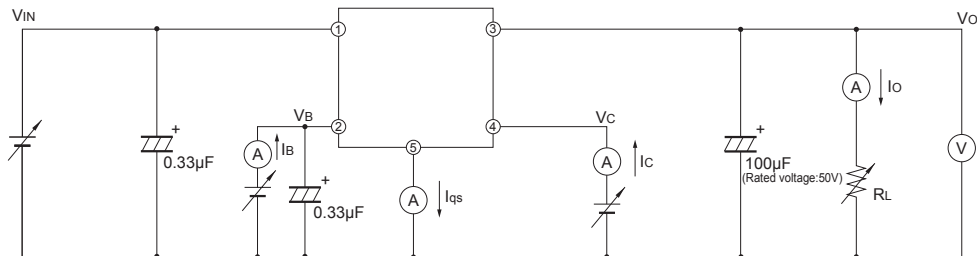 VIN
1
3
VO
A
IO
VB
2
4
VC
5
+
0.33µF
A
IB
+
0.33µF
A
Iqs
A
IC
+
100µF
(Rated voltage:50V)
RL
V